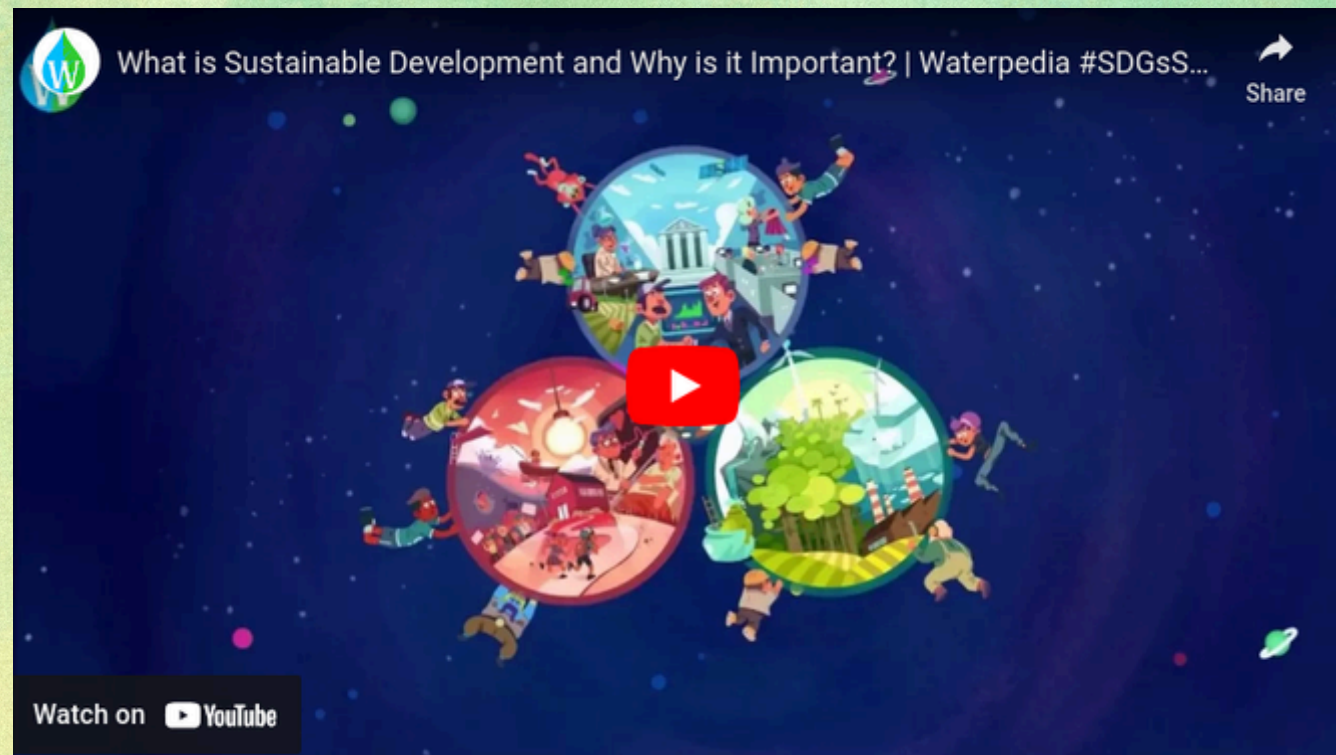 W
What is Sustainable Development and Why is it Important? | Waterpedia #SDGsS...
Share
Watch on YouTube